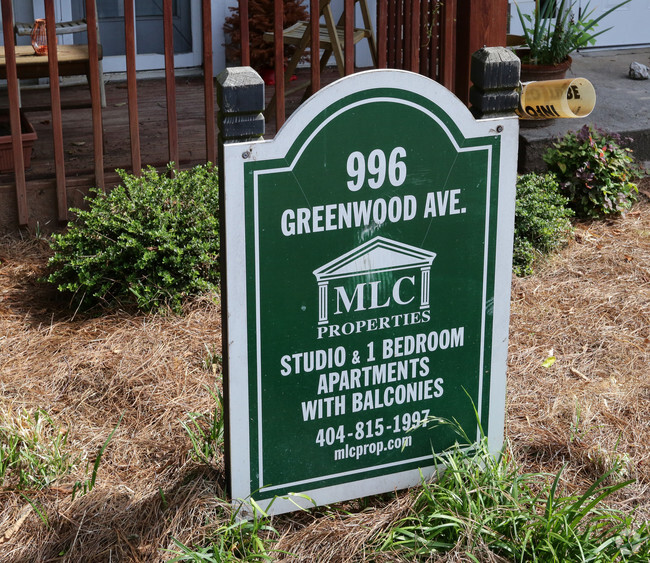 996
GREENWOOD AVE.
MLC
PROPERTIES
STUDIO & 1 BEDROOM
APARTMENTS
WITH BALCONIES
404-815-1997
mlcprop.com